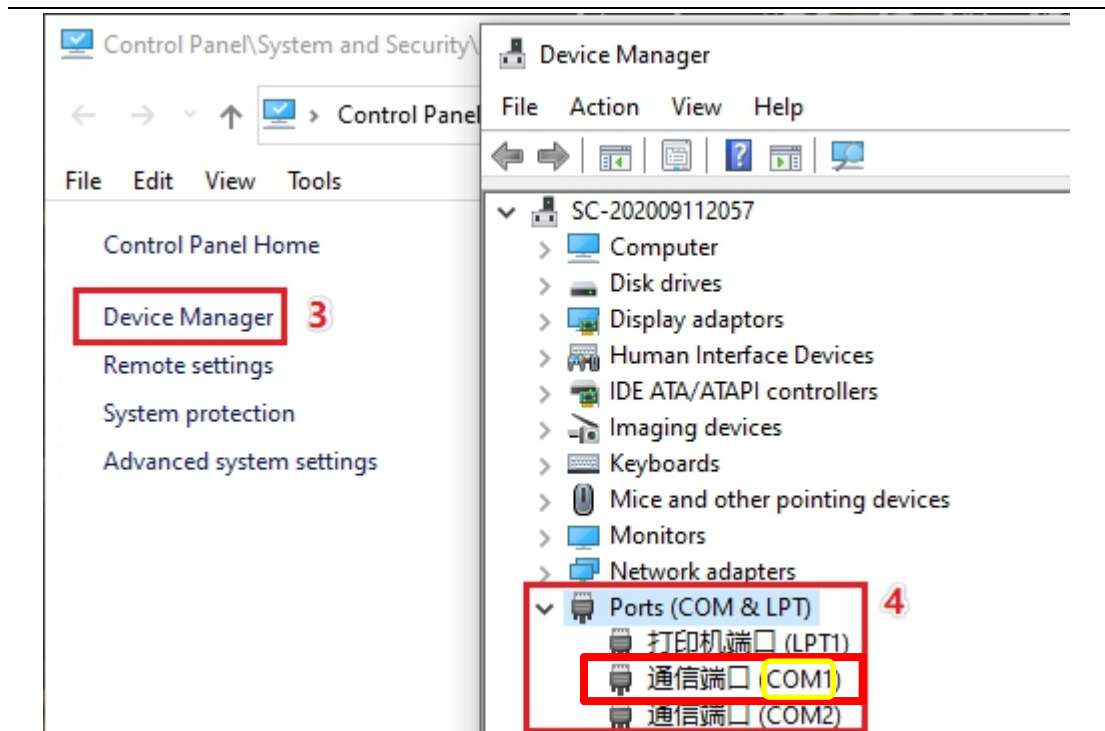 Control Panel\System and Security\
Control Panel
File Edit View Tools
Control Panel Home
Device Manager 3
Remote settings
System protection
Advanced system settings
Device Manager
File Action View Help
SC-202009112057
Computer
Disk drives
Display adaptors
Human Interface Devices
IDE ATA/ATAPI controllers
Imaging devices
Keyboards
Mice and other pointing devices
Monitors
Network adapters
Ports (COM & LPT) 4
打印机端口 (LPT1)
通信端口 (COM1)
通信端口 (COM2)